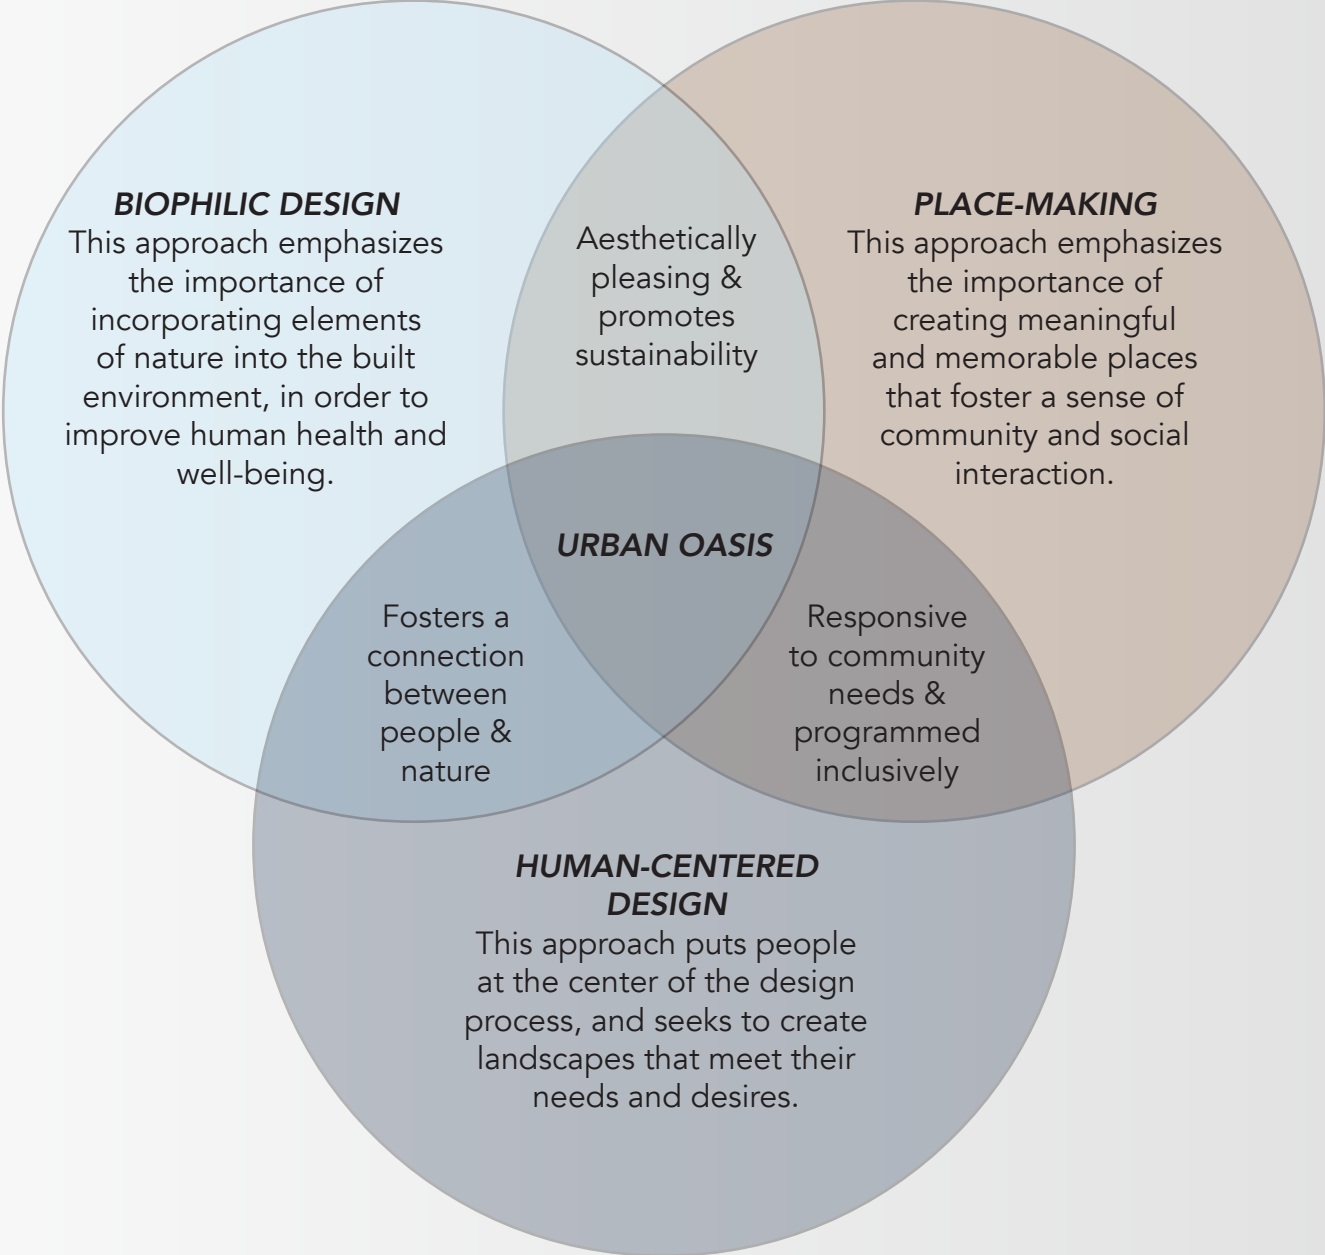 BIOPHILIC DESIGN
This approach emphasizes
the importance of
incorporating elements
of nature into the built
environment, in order to
improve human health and
well-being.
Aesthetically
pleasing &
promotes
sustainability
PLACE-MAKING
This approach emphasizes
the importance of
creating meaningful
and memorable places
that foster a sense of
community and social
interaction.
URBAN OASIS
Fosters a
connection
between
people &
nature
Responsive
to community
needs &
programmed
inclusively
HUMAN-CENTERED
DESIGN
This approach puts people
at the center of the design
process, and seeks to create
landscapes that meet their
needs and desires.